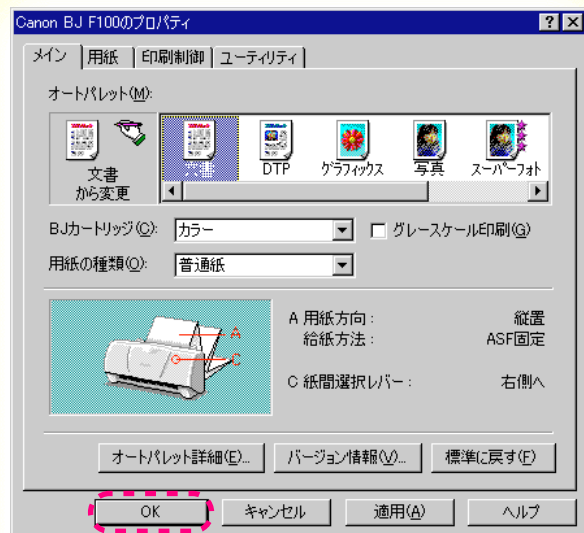 Canon BJ F100のプロパティ
メイン 用紙 印刷制御 ユーティリティ
オートパレット(M):
文書
から変更
文書 DTP グラフィックス 写真 スーパーフォト
BJカートリッジ(C): カラー グレースケール印刷(G)
用紙の種類(O): 普通紙
A
C
A 用紙方向: 縦置
給紙方法: ASF固定
C 紙間選択レバー: 右側へ
オートパレット詳細(E)... バージョン情報(V)... 標準に戻す(F)
OK キャンセル 適用(A) ヘルプ